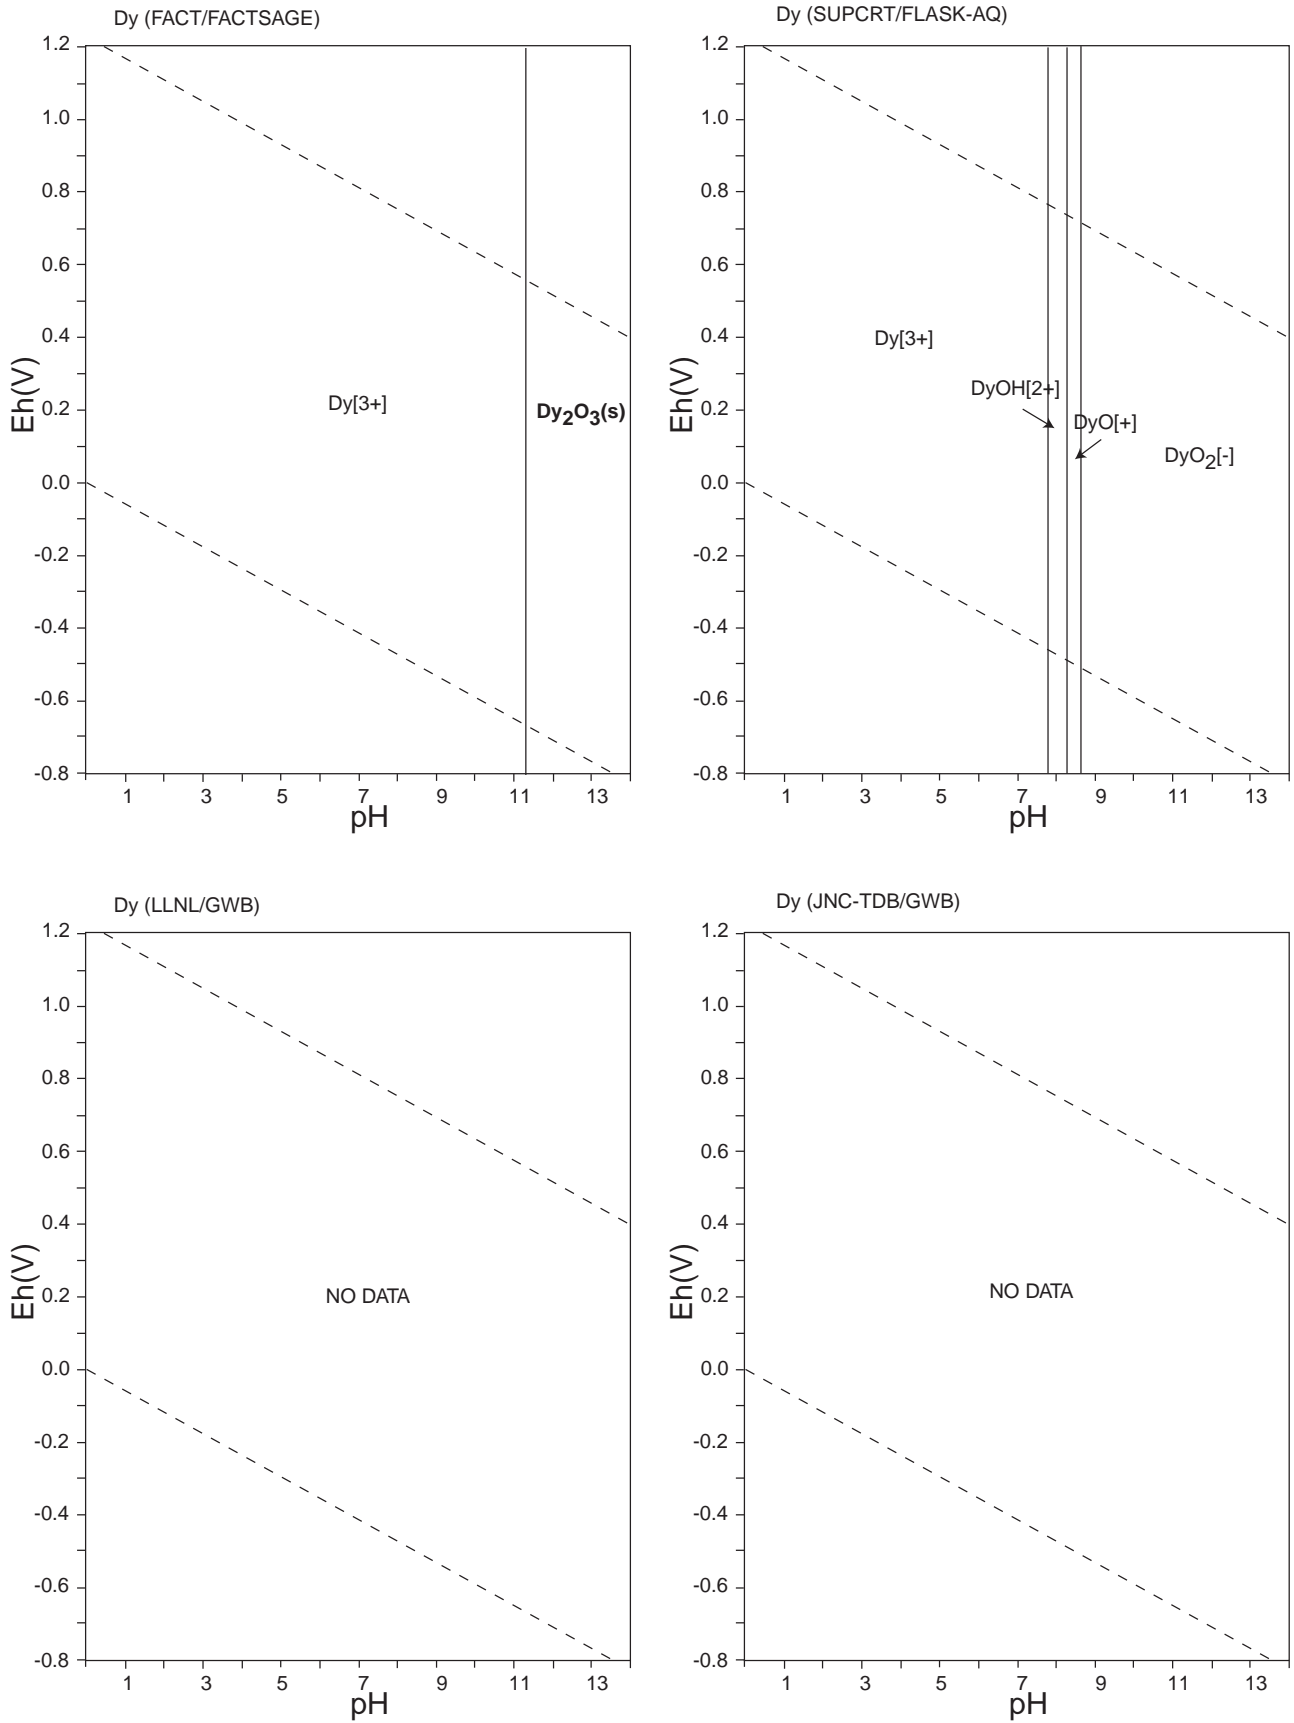 Dy (FACT/FACTSAGE)
1.2
1.0
0.8
0.6
0.4
0.2
0.0
-0.2
-0.4
-0.6
-0.8
Eh(V)
Dy[3+]
Dy2O3(s)
1 3 5 7 9 11 13
pH
Dy (SUPCRT/FLASK-AQ)
1.2
1.0
0.8
0.6
0.4
0.2
0.0
-0.2
-0.4
-0.6
-0.8
Eh(V)
Dy[3+]
DyOH[2+]
DyO[+]
DyO2[-]
1 3 5 7 9 11 13
pH
Dy (LLNL/GWB)
1.2
1.0
0.8
0.6
0.4
0.2
0.0
-0.2
-0.4
-0.6
-0.8
Eh(V)
NO DATA
1 3 5 7 9 11 13
pH
Dy (JNC-TDB/GWB)
1.2
1.0
0.8
0.6
0.4
0.2
0.0
-0.2
-0.4
-0.6
-0.8
Eh(V)
NO DATA
1 3 5 7 9 11 13
pH